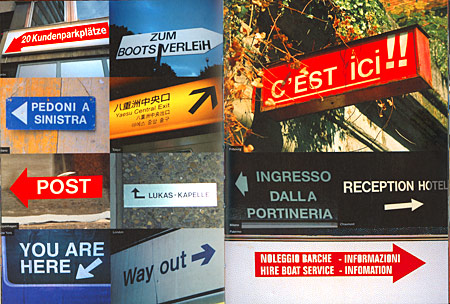 20 Kundenparkplätze
ZUM
BOOTSVERLEIH
C'EST ICI!!
PEDONI A
SINISTRA
八重洲中央口
Yaesu Central Exit
POST
LUKAS-KAPELLE
INGRESSO
DALLA
PORTINERIA
RECEPTION HOTEL
YOU ARE
HERE
Way out
NOLEGGIO BARCHE - INFORMAZIONI
HIRE BOAT SERVICE - INFOMATION